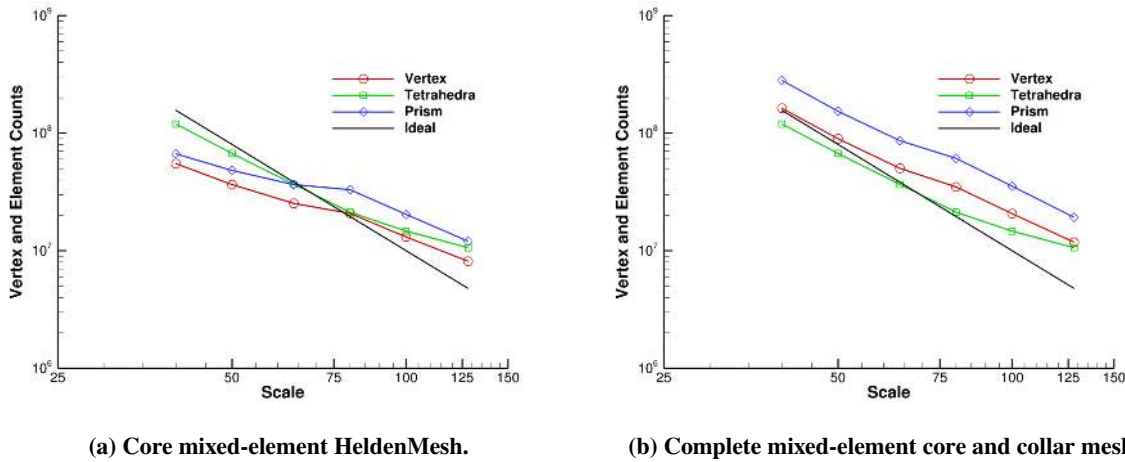 10⁹
10⁸
10⁷
10⁶
Vertex and Element Counts
Vertex
Tetrahedra
Prism
Ideal
25 50 75 100 125 150
Scale
(a) Core mixed-element HeldenMesh.
10⁹
10⁸
10⁷
10⁶
Vertex and Element Counts
Vertex
Tetrahedra
Prism
Ideal
25 50 75 100 125 150
Scale
(b) Complete mixed-element core and collar mesh